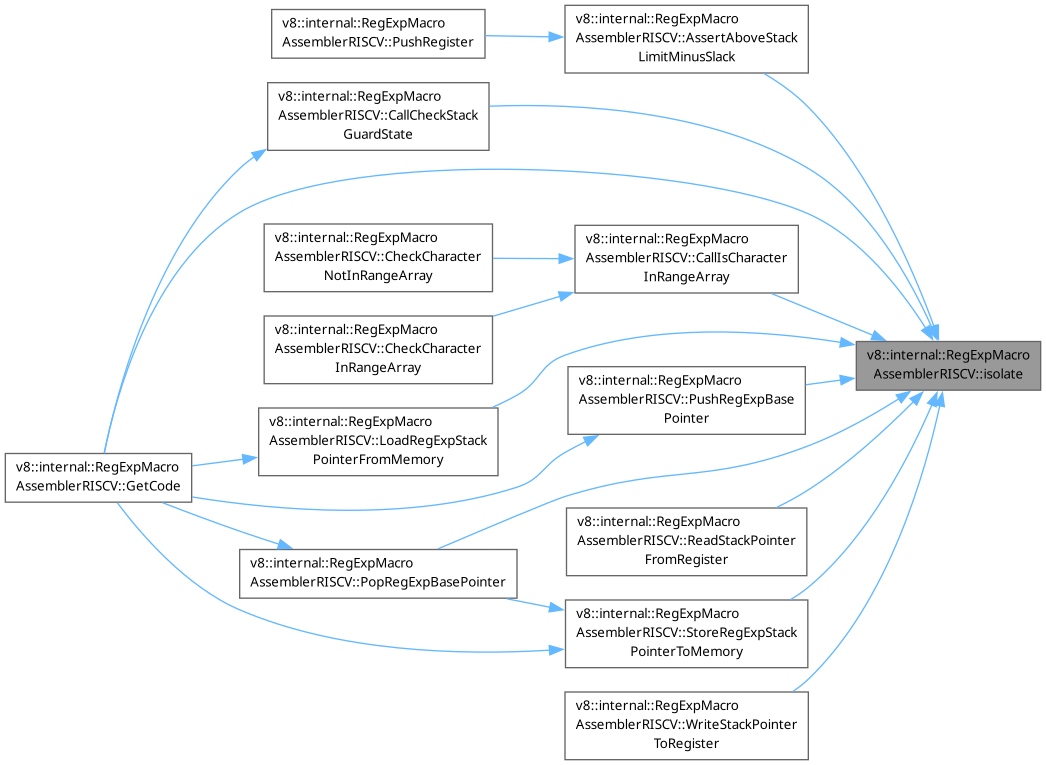 v8::internal::RegExpMacro
AssemblerRISCV::PushRegister
v8::internal::RegExpMacro
AssemblerRISCV::AssertAboveStack
LimitMinusSlack
v8::internal::RegExpMacro
AssemblerRISCV::CallCheckStack
GuardState
v8::internal::RegExpMacro
AssemblerRISCV::CheckCharacter
NotInRangeArray
v8::internal::RegExpMacro
AssemblerRISCV::CallIsCharacter
InRangeArray
v8::internal::RegExpMacro
AssemblerRISCV::CheckCharacter
InRangeArray
v8::internal::RegExpMacro
AssemblerRISCV::isolate
v8::internal::RegExpMacro
AssemblerRISCV::PushRegExpBase
Pointer
v8::internal::RegExpMacro
AssemblerRISCV::LoadRegExpStack
PointerFromMemory
v8::internal::RegExpMacro
AssemblerRISCV::GetCode
v8::internal::RegExpMacro
AssemblerRISCV::ReadStackPointer
FromRegister
v8::internal::RegExpMacro
AssemblerRISCV::PopRegExpBasePointer
v8::internal::RegExpMacro
AssemblerRISCV::StoreRegExpStack
PointerToMemory
v8::internal::RegExpMacro
AssemblerRISCV::WriteStackPointer
ToRegister